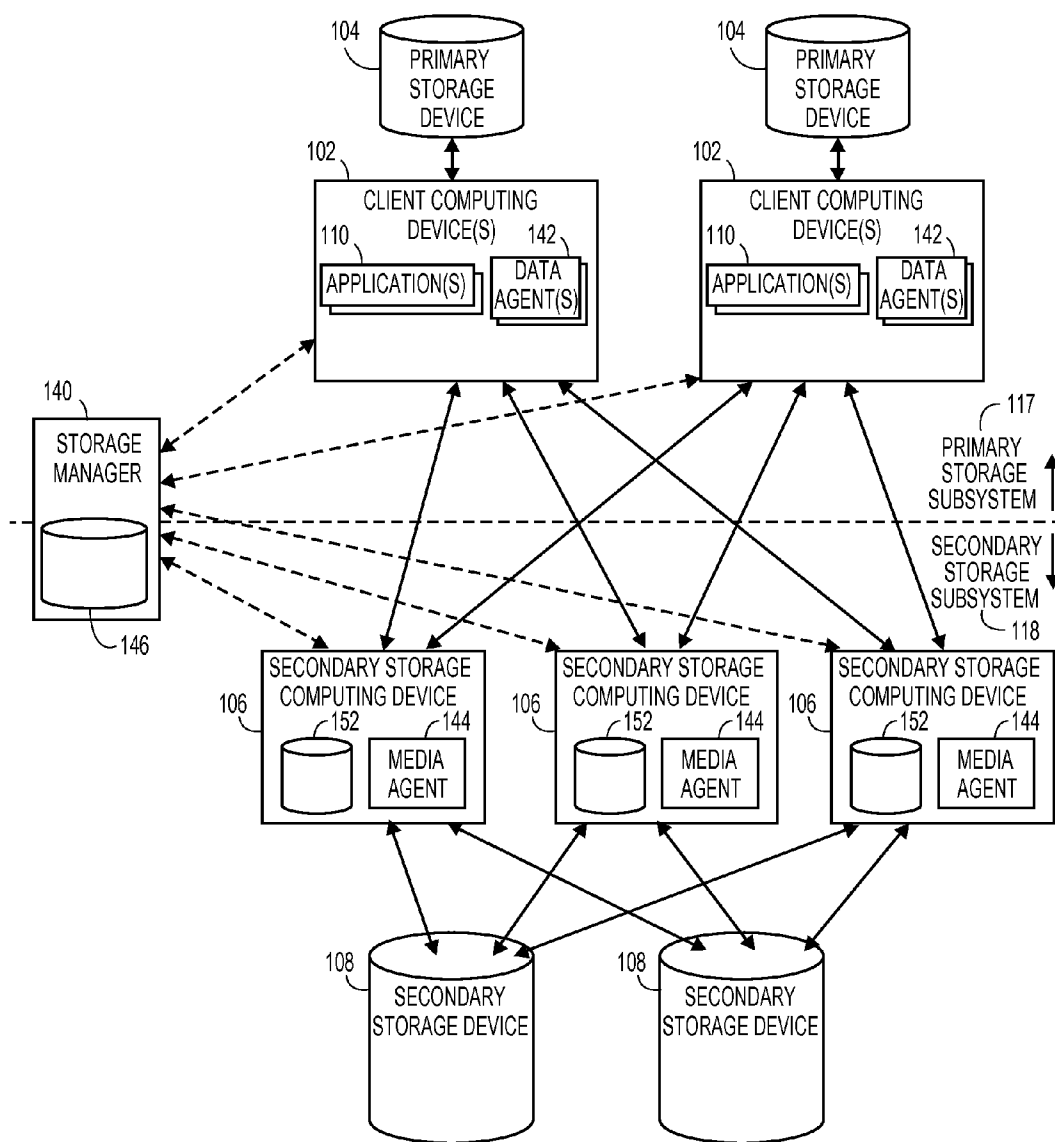 104
PRIMARY
STORAGE
DEVICE
104
PRIMARY
STORAGE
DEVICE
102
CLIENT COMPUTING
DEVICE(S)
110
142
APPLICATION(S)
DATA
AGENT(S)
102
CLIENT COMPUTING
DEVICE(S)
110
142
APPLICATION(S)
DATA
AGENT(S)
140
STORAGE
MANAGER
146
117
PRIMARY
STORAGE
SUBSYSTEM
SECONDARY
STORAGE
SUBSYSTEM
118
SECONDARY STORAGE
COMPUTING DEVICE
106
152
144
MEDIA
AGENT
SECONDARY STORAGE
COMPUTING DEVICE
106
152
144
MEDIA
AGENT
SECONDARY STORAGE
COMPUTING DEVICE
106
152
144
MEDIA
AGENT
108
SECONDARY
STORAGE DEVICE
108
SECONDARY
STORAGE DEVICE